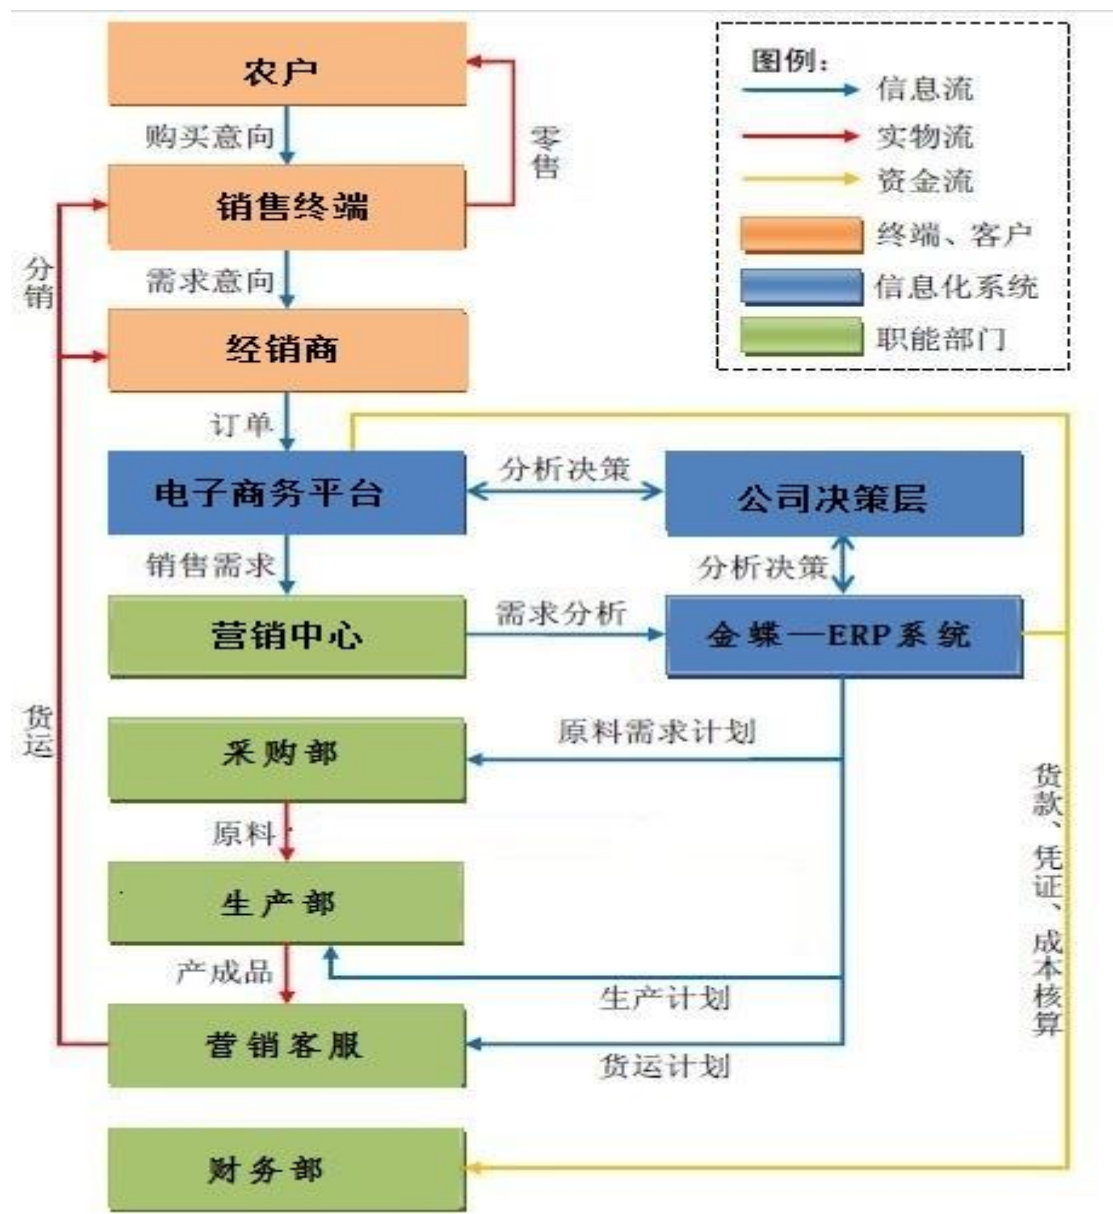 农户
图例：
信息流
实物流
资金流
终端、客户
信息化系统
职能部门
购买意向
零售
销售终端
分销
需求意向
经销商
订单
电子商务平台
分析决策
公司决策层
销售需求
分析决策
营销中心
需求分析
金蝶—ERP系统
货运
采购部
原料需求计划
货款、凭证、成本核算
原料
生产部
产成品
生产计划
营销客服
货运计划
财务部